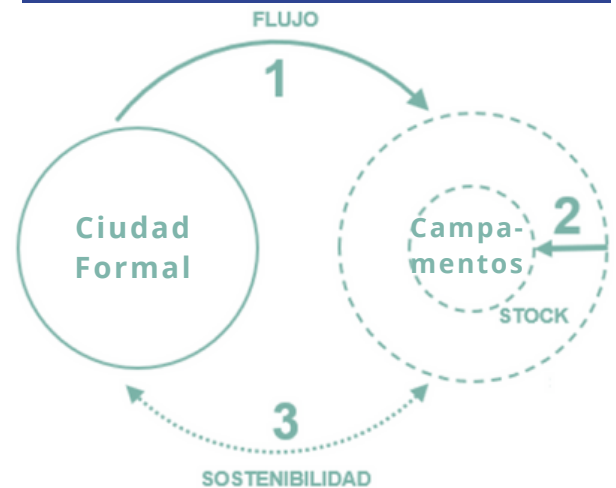 FLUJO
1
Ciudad
Formal
Campa-
mentos
2
STOCK
3
SOSTENIBILIDAD